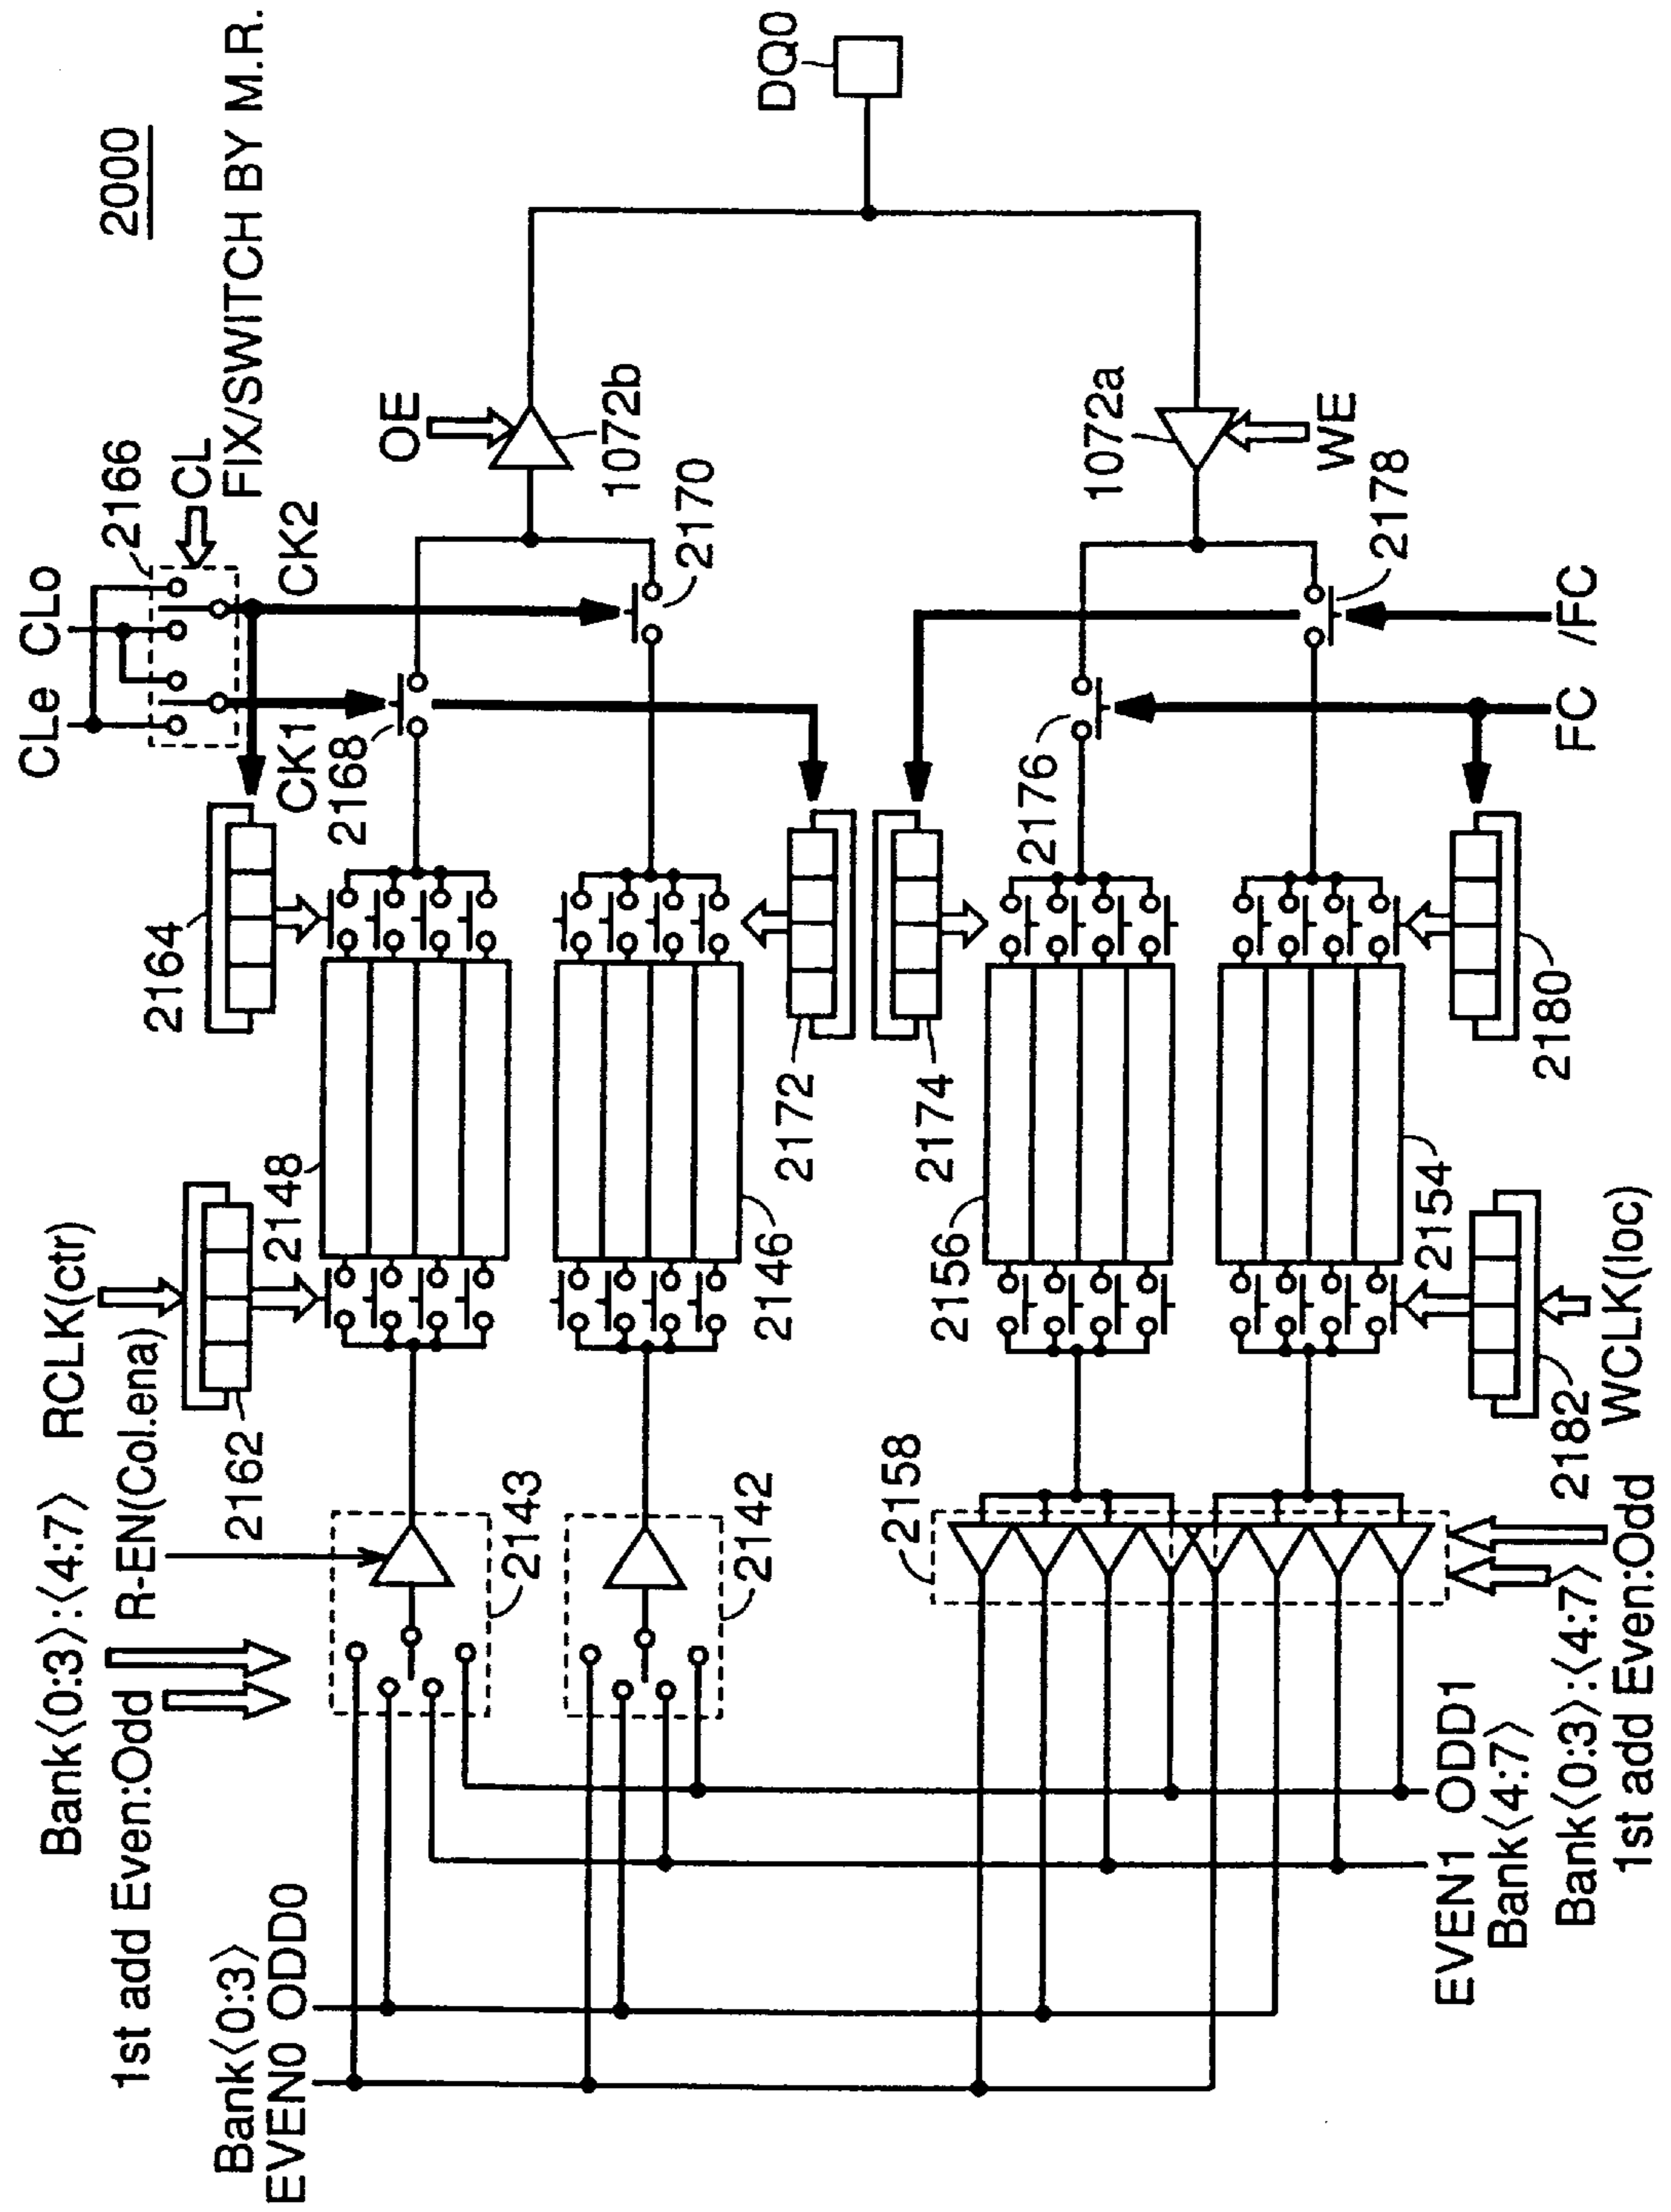 2000
CLe CLo
2166
CL
FIX/SWITCH BY M.R.
CK2
CK1
2168
2164
OE
1072b
2170
DQ0
RCLK(ctr)
R-EN(Col.ena)
Bank<0:3>:<4:7>
1st add Even:Odd
2162
2148
2143
2142
2146
2172
2174
Bank<0:3>
EVEN0 ODD0
2176
1072a
WE
2178
FC /FC
2156
2154
2180
2158
2182
WCLK(loc)
EVEN1 ODD1
Bank<4:7>
Bank<0:3>:<4:7>
1st add Even:Odd